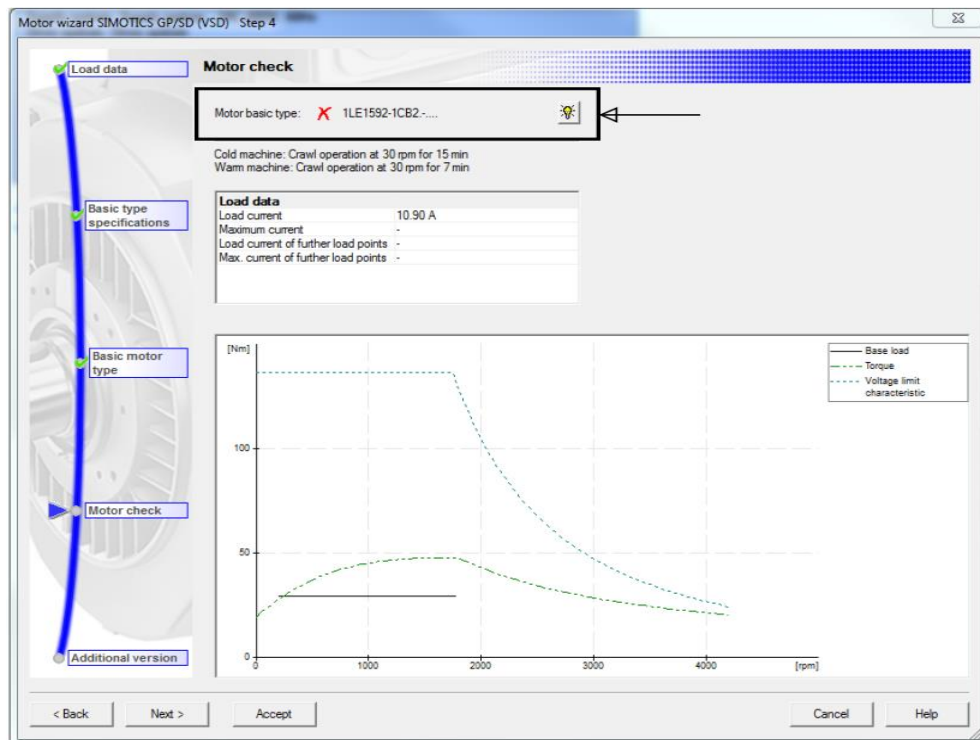 Motor wizard SIMOTICS GP/SD (VSD) Step 4
Load data
Basic type
specifications
Basic motor
type
Motor check
Additional version
Motor check
Motor basic type: X 1LE1592-1CB2.-....
Cold machine: Crawl operation at 30 rpm for 15 min
Warm machine: Crawl operation at 30 rpm for 7 min
Load data
Load current 10.90 A
Maximum current -
Load current of further load points -
Max. current of further load points -
[Nm]
100
50
0
0 1000 2000 3000 4000 [rpm]
Base load
Torque
Voltage limit
characteristic
< Back Next > Accept Cancel Help